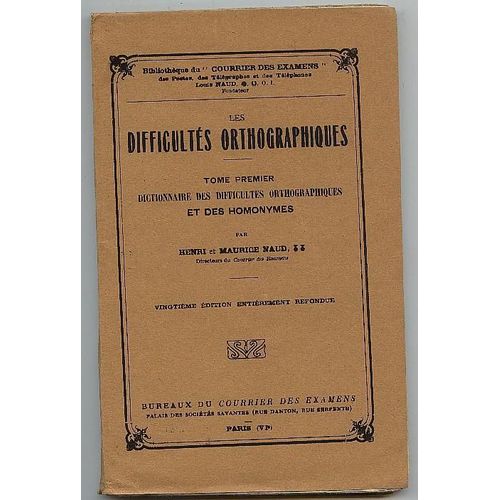 Bibliothèque du "COURRIER DES EXAMENS"
des Postes, des Télégraphes et des Téléphones
Louis NAUD, O. I.
Fondateur
LES
DIFFICULTÉS ORTHOGRAPHIQUES
TOME PREMIER
DICTIONNAIRE DES DIFFICULTÉS ORTHOGRAPHIQUES
ET DES HOMONYMES
PAR
HENRI et MAURICE NAUD,
Directeurs du Courrier des Examens
VINGTIÈME ÉDITION ENTIÈREMENT REFONDUE
BUREAUX DU COURRIER DES EXAMENS
PALAIS DES SOCIÉTÉS SAVANTES (RUE DANTON, RUE SERPENTE)
PARIS (VIᵉ)